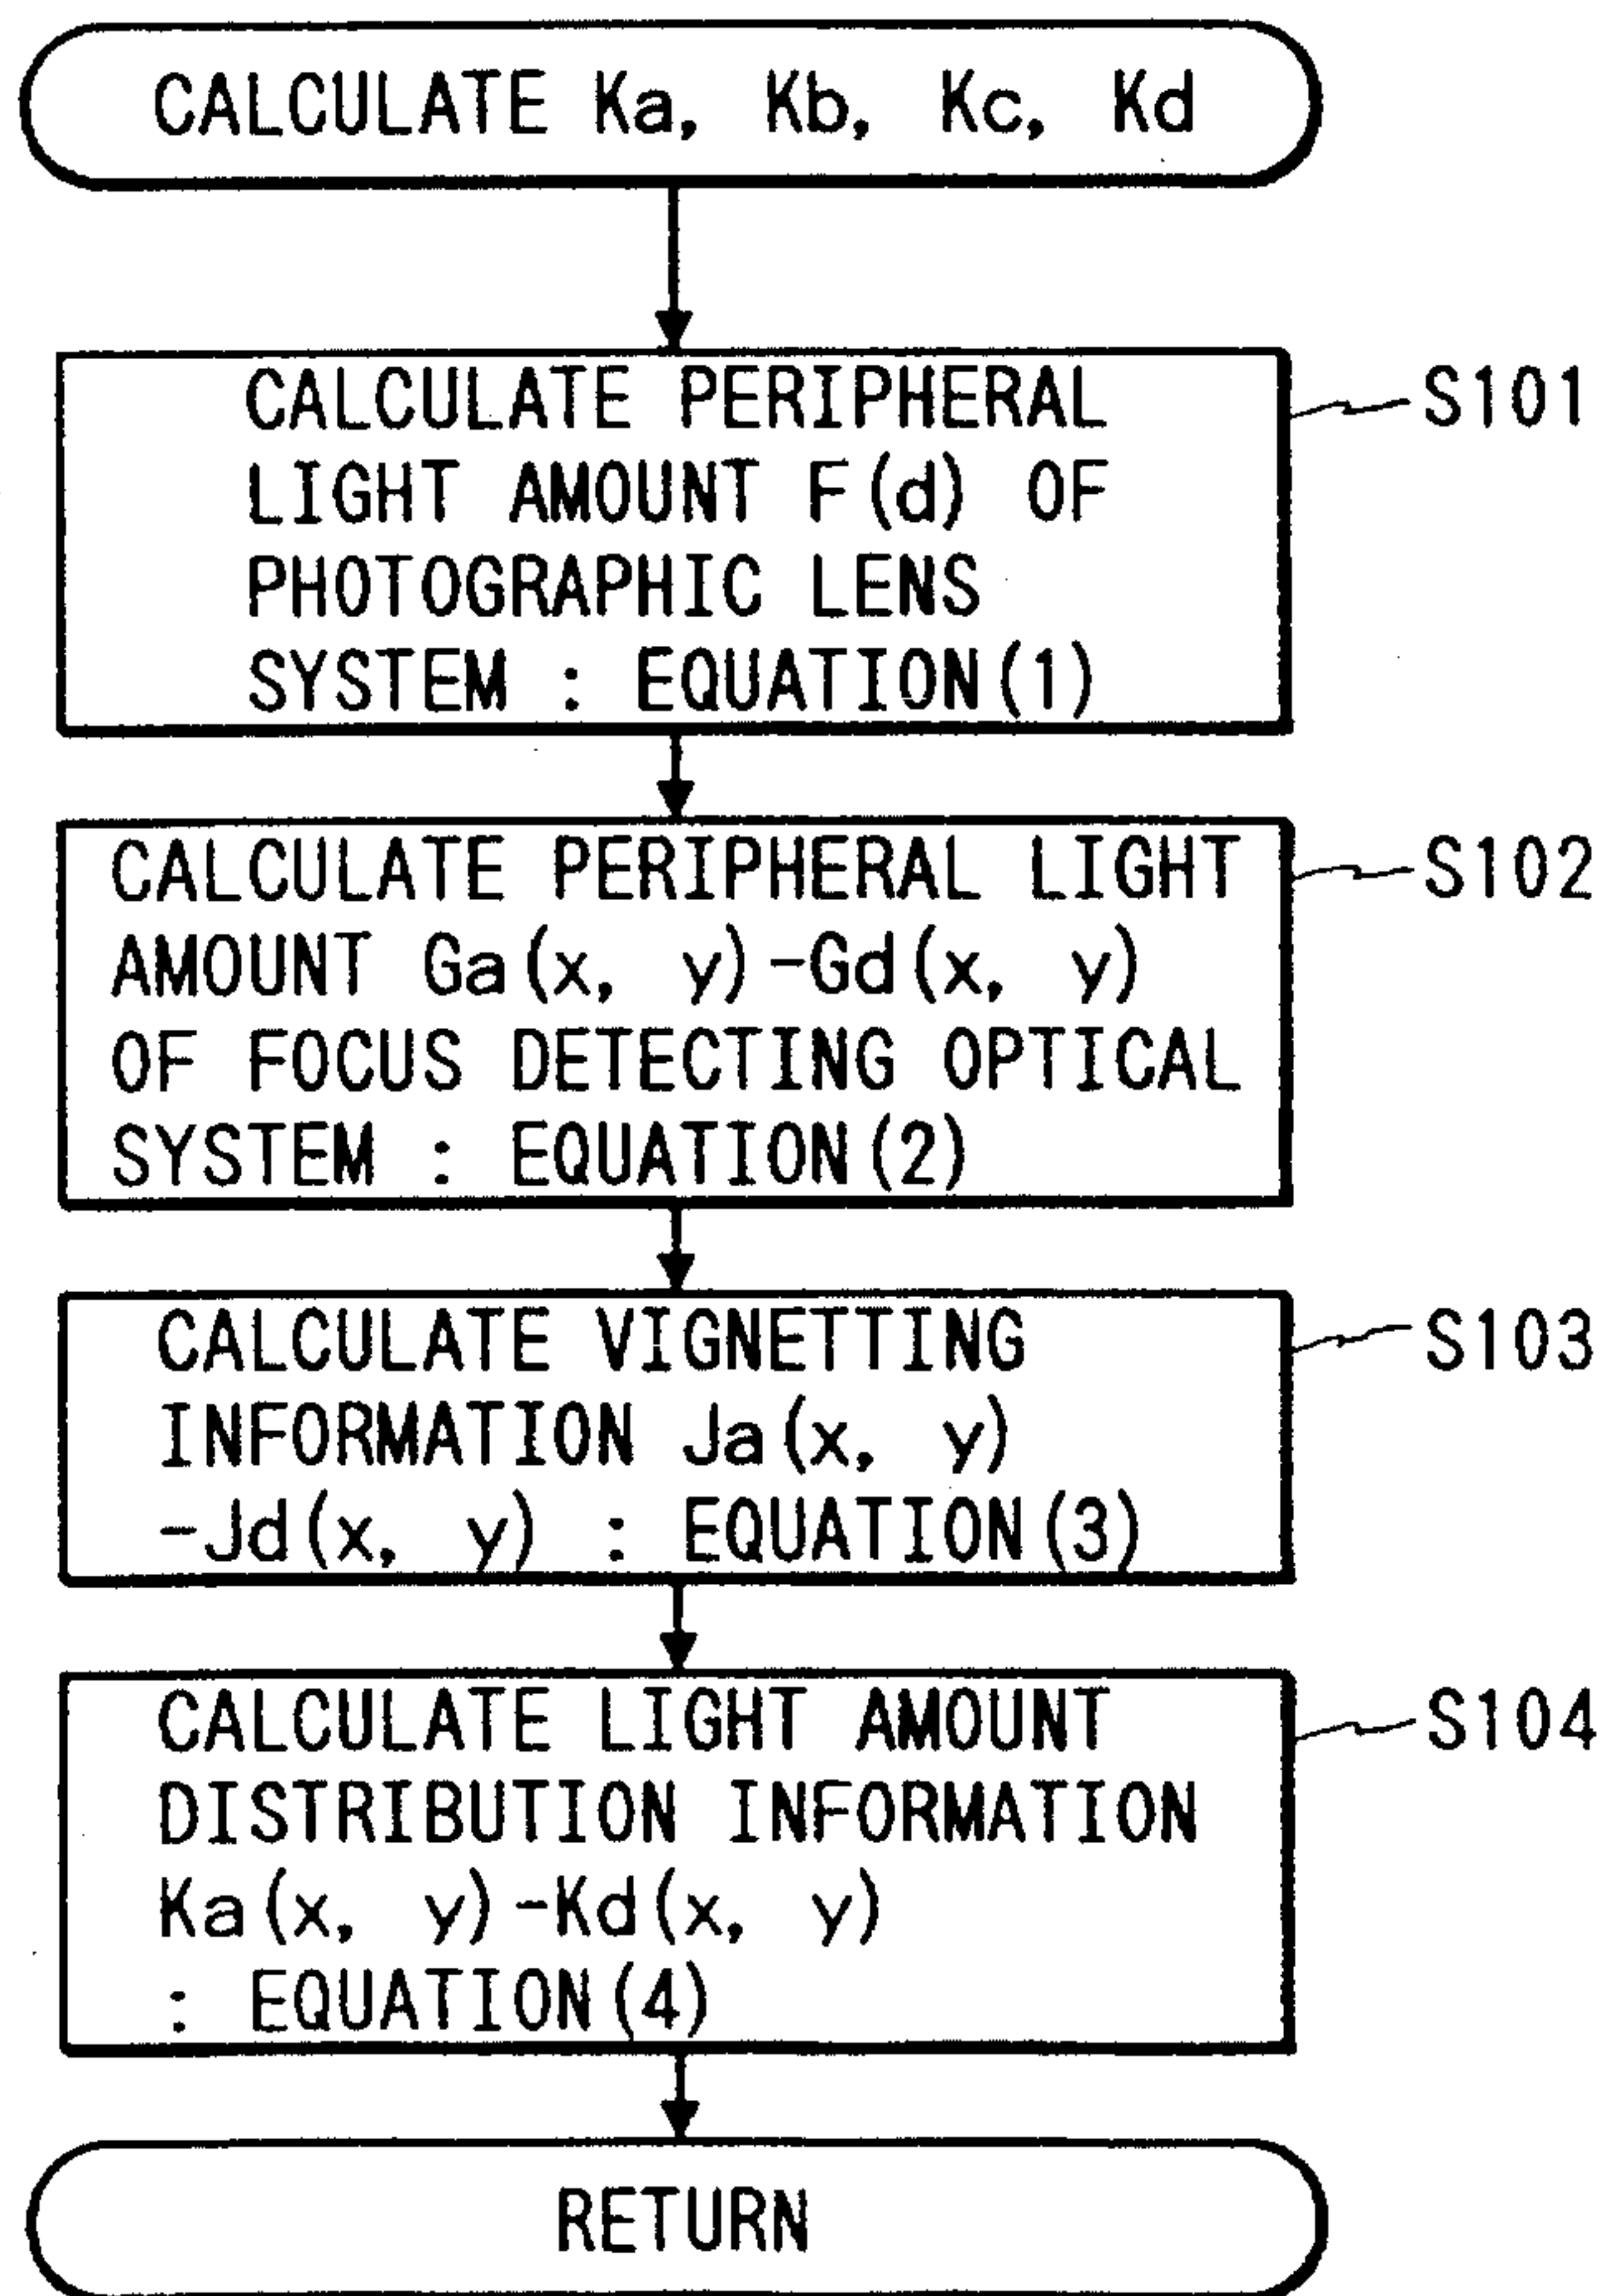 CALCULATE Ka, Kb, Kc, Kd
CALCULATE PERIPHERAL
LIGHT AMOUNT F(d) OF
PHOTOGRAPHIC LENS
SYSTEM : EQUATION(1)
S101
CALCULATE PERIPHERAL LIGHT
AMOUNT Ga(x, y)-Gd(x, y)
OF FOCUS DETECTING OPTICAL
SYSTEM : EQUATION(2)
S102
CALCULATE VIGNETTING
INFORMATION Ja(x, y)
-Jd(x, y) : EQUATION(3)
S103
CALCULATE LIGHT AMOUNT
DISTRIBUTION INFORMATION
Ka(x, y)-Kd(x, y)
: EQUATION(4)
S104
RETURN